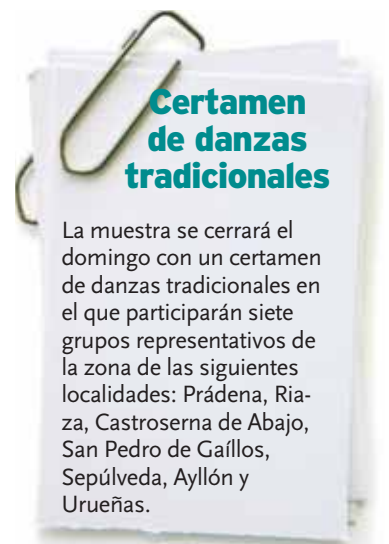 Certamen
de danzas
tradicionales
La muestra se cerrará el
domingo con un certamen
de danzas tradicionales en
el que participarán siete
grupos representativos de
la zona de las siguientes
localidades: Prádena, Ria-
za, Castroserna de Abajo,
San Pedro de Gaíllos,
Sepúlveda, Ayllón y
Urueñas.